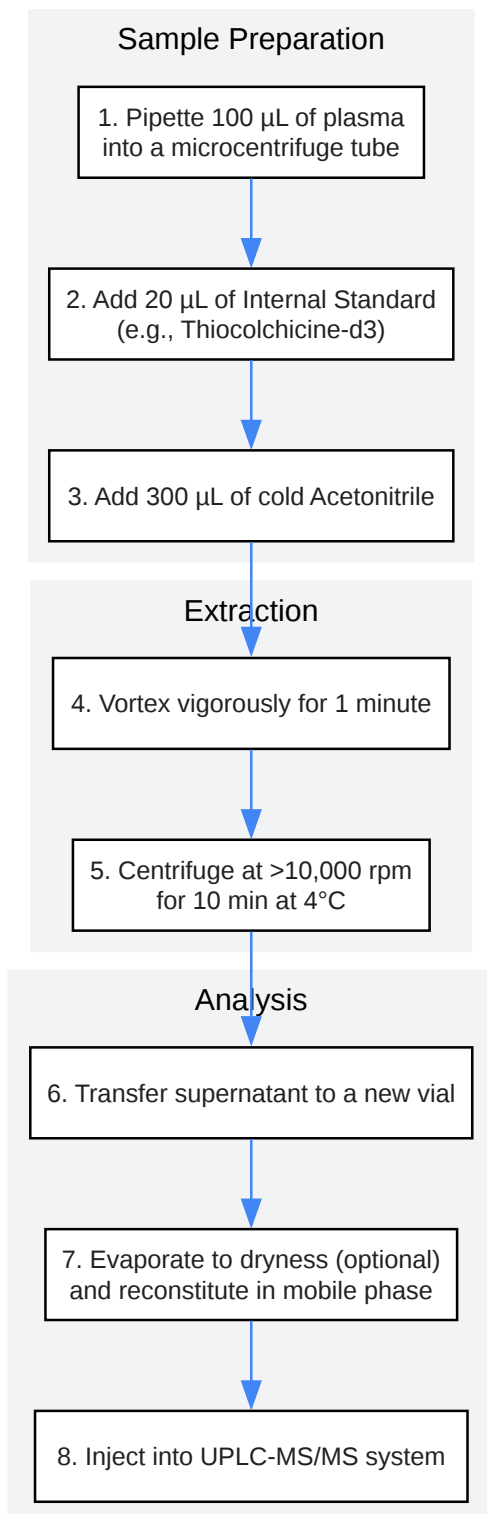 Sample Preparation
1. Pipette 100 µL of plasma
into a microcentrifuge tube
2. Add 20 µL of Internal Standard
(e.g., Thiocolchicine-d3)
3. Add 300 µL of cold Acetonitrile
Extraction
4. Vortex vigorously for 1 minute
5. Centrifuge at >10,000 rpm
for 10 min at 4°C
Analysis
6. Transfer supernatant to a new vial
7. Evaporate to dryness (optional)
and reconstitute in mobile phase
8. Inject into UPLC-MS/MS system